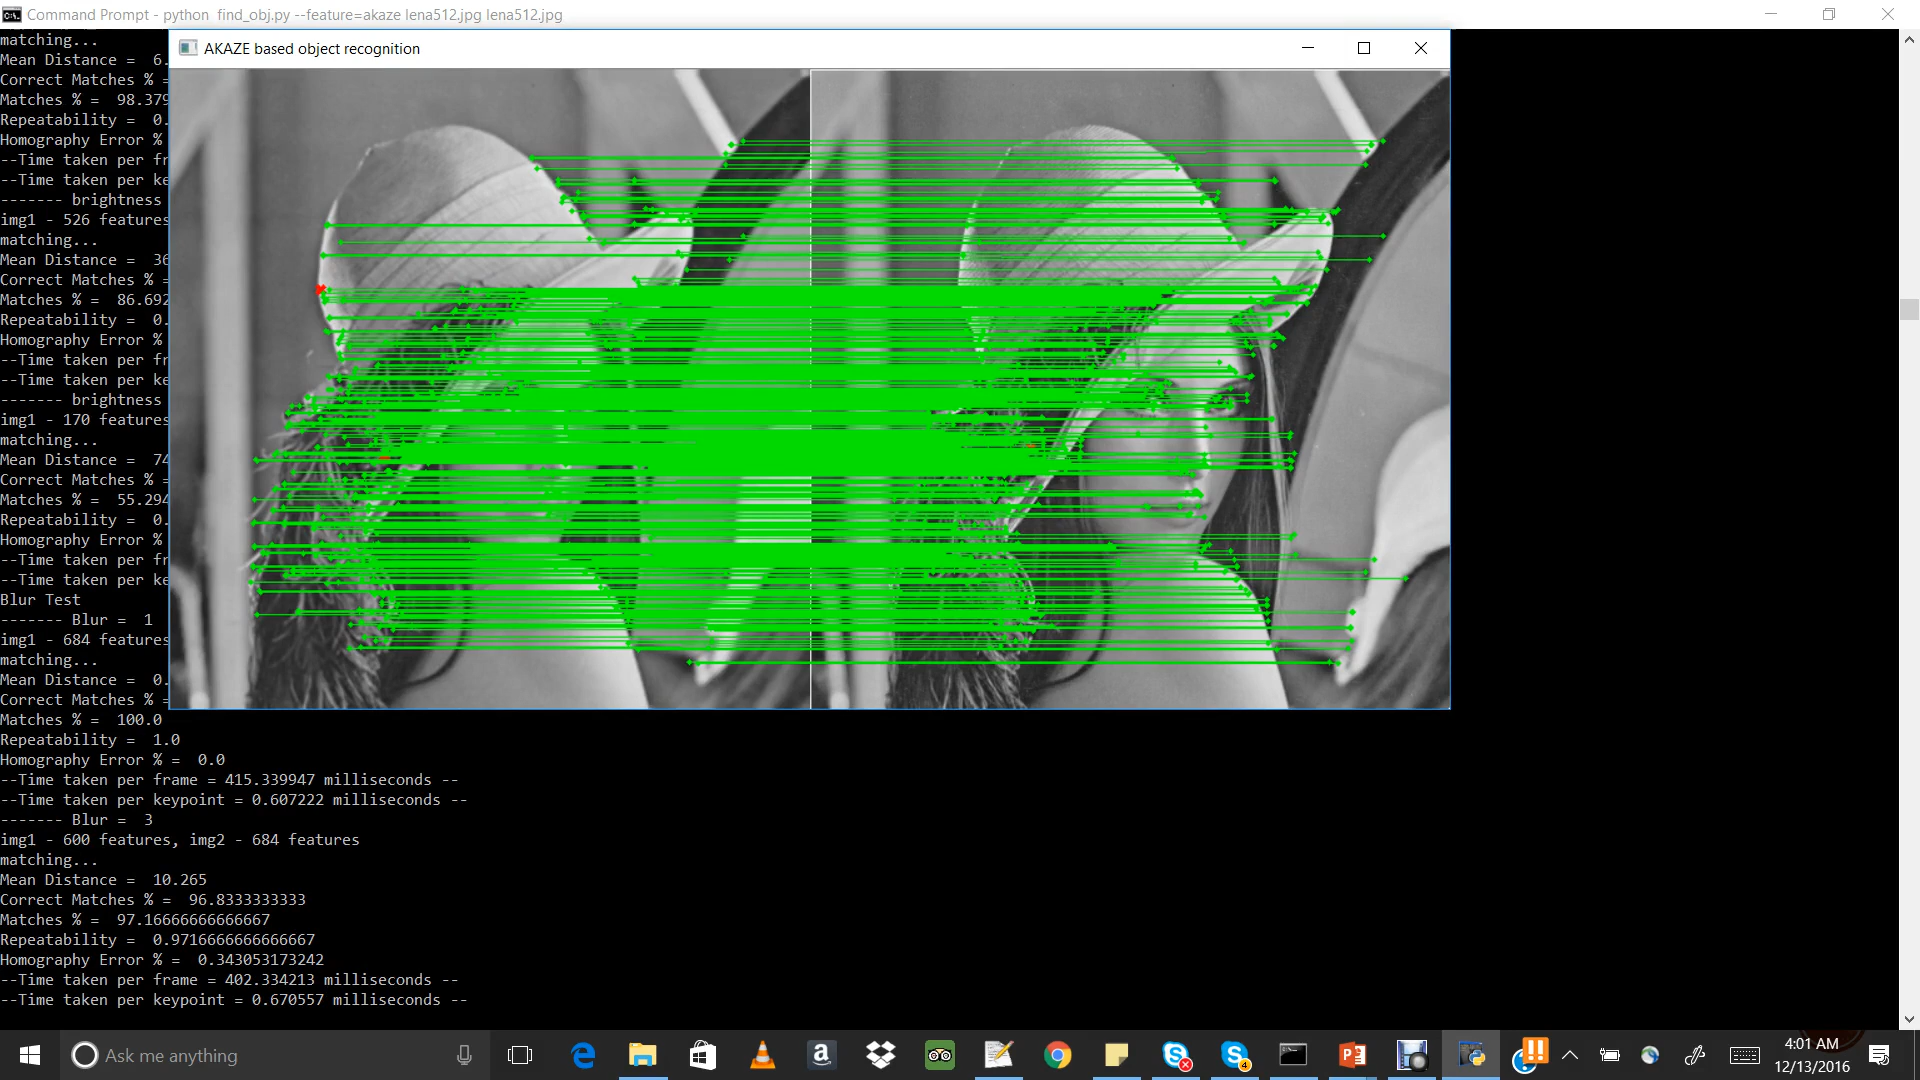 Command Prompt - python  find_obj.py --feature=akaze lena512.jpg lena512.jpg
AKAZE based object recognition
matching...
Mean Distance =  6.
Correct Matches % =
Matches % =  98.379
Repeatability =  0.
Homography Error %
--Time taken per fr
--Time taken per ke
------- brightness
img1 - 526 features
matching...
Mean Distance =  36
Correct Matches % =
Matches % =  86.692
Repeatability =  0.
Homography Error %
--Time taken per fr
--Time taken per ke
------- brightness
img1 - 170 features
matching...
Mean Distance =  74
Correct Matches % =
Matches % =  55.294
Repeatability =  0.
Homography Error %
--Time taken per fr
--Time taken per ke
Blur Test
------- Blur =  1
img1 - 684 features
matching...
Mean Distance =  0.
Correct Matches % =
Matches % =  100.0
Repeatability =  1.0
Homography Error % =  0.0
--Time taken per frame = 415.339947 milliseconds --
--Time taken per keypoint = 0.607222 milliseconds --
------- Blur =  3
img1 - 600 features, img2 - 684 features
matching...
Mean Distance =  10.265
Correct Matches % =  96.8333333333
Matches % =  97.16666666666667
Repeatability =  0.9716666666666667
Homography Error % =  0.343053173242
--Time taken per frame = 402.334213 milliseconds --
--Time taken per keypoint = 0.670557 milliseconds --
Ask me anything
4:01 AM
12/13/2016